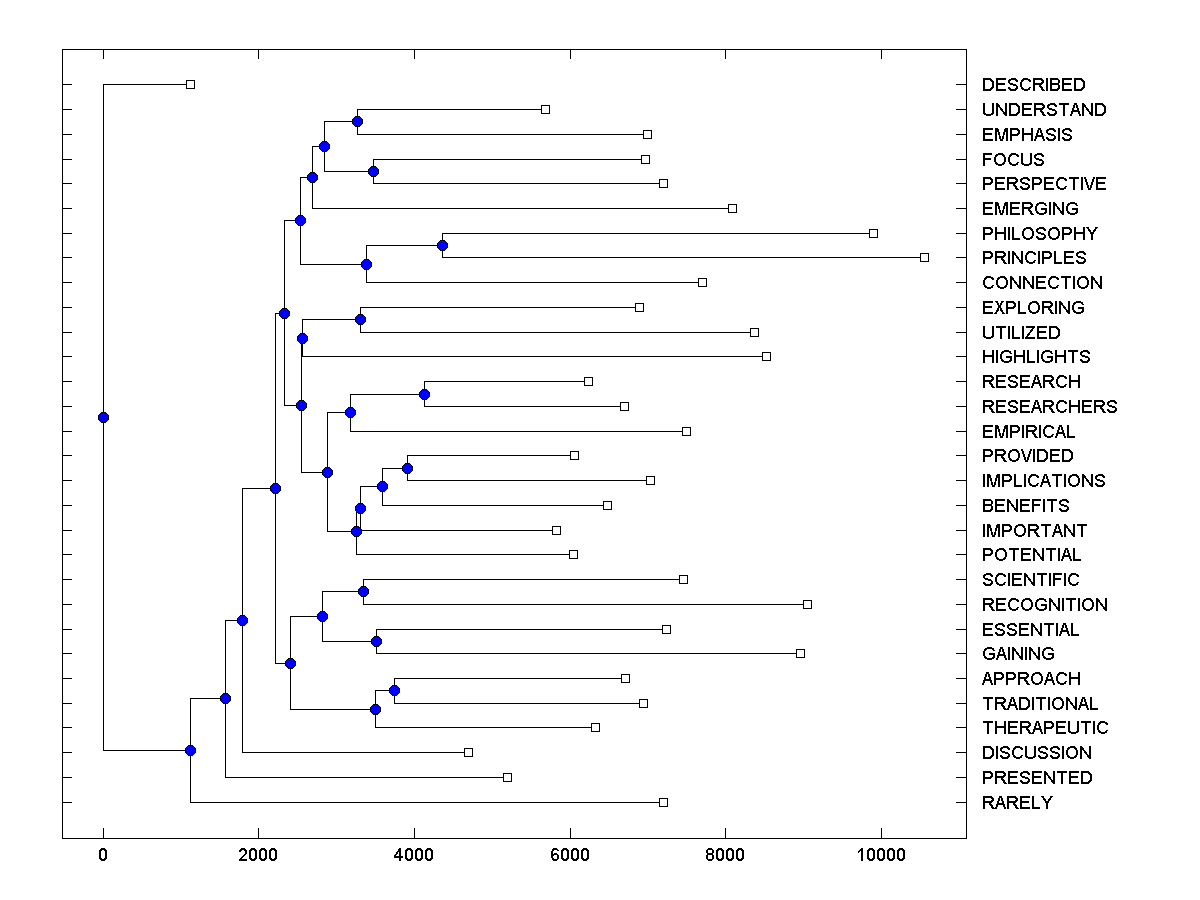 DESCRIBED
UNDERSTAND
EMPHASIS
FOCUS
PERSPECTIVE
EMERGING
PHILOSOPHY
PRINCIPLES
CONNECTION
EXPLORING
UTILIZED
HIGHLIGHTS
RESEARCH
RESEARCHERS
EMPIRICAL
PROVIDED
IMPLICATIONS
BENEFITS
IMPORTANT
POTENTIAL
SCIENTIFIC
RECOGNITION
ESSENTIAL
GAINING
APPROACH
TRADITIONAL
THERAPEUTIC
DISCUSSION
PRESENTED
RARELY
0 2000 4000 6000 8000 10000